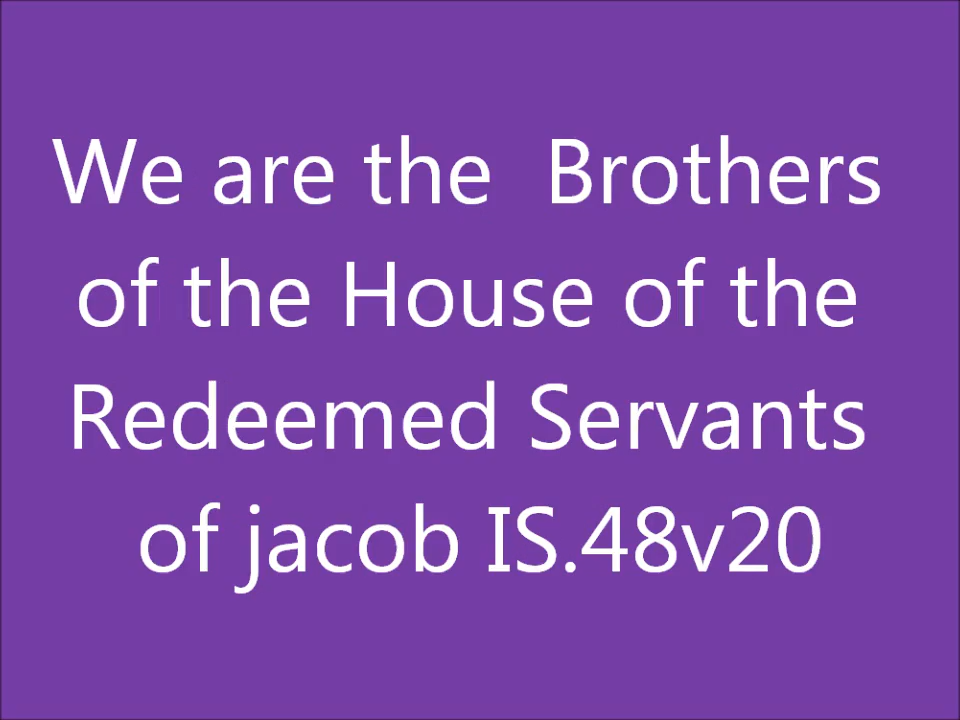 We are the  Brothers
of the House of the
Redeemed Servants
of jacob IS.48v20